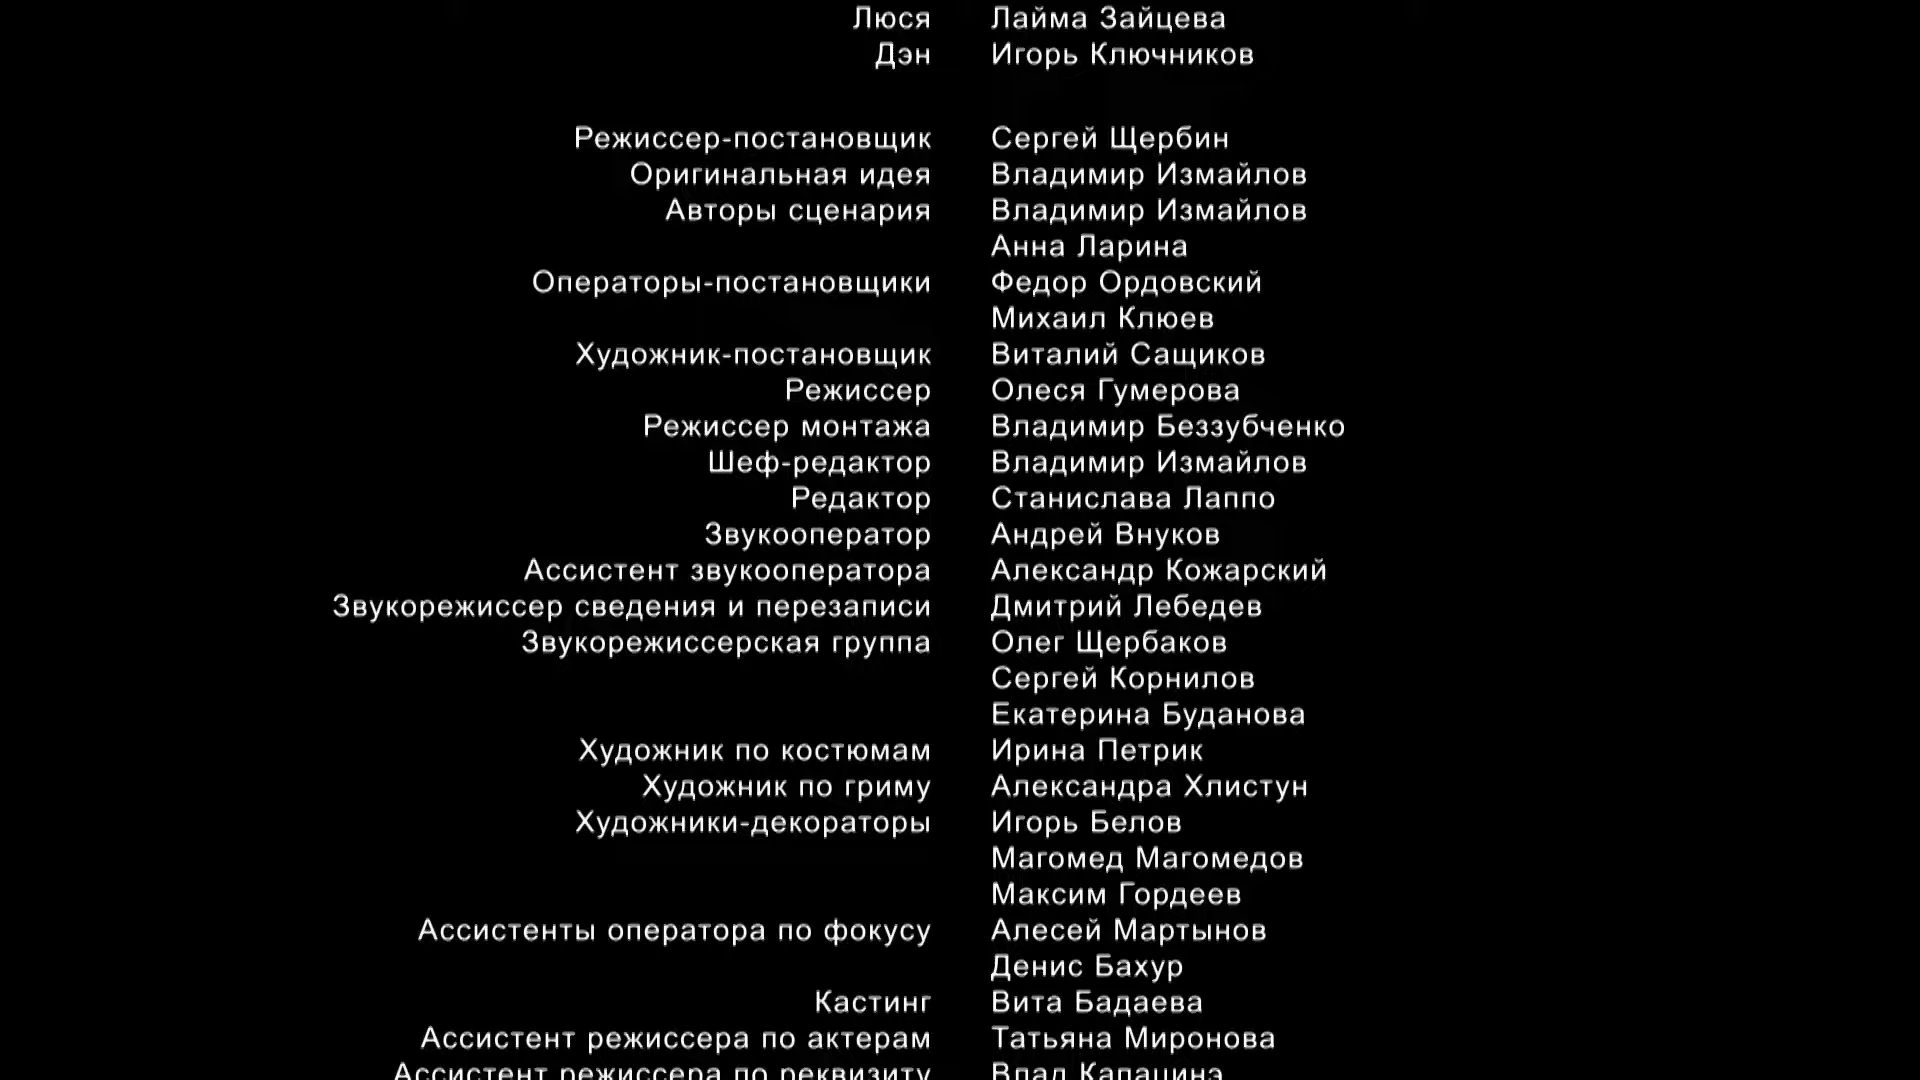 Люся Лайма Зайцева
Дэн Игорь Ключников
Режиссер-постановщик Сергей Щербин
Оригинальная идея Владимир Измайлов
Авторы сценария Владимир Измайлов
Анна Ларина
Операторы-постановщики Федор Ордовский
Михаил Клюев
Художник-постановщик Виталий Сащиков
Режиссер Олеся Гумерова
Режиссер монтажа Владимир Беззубченко
Шеф-редактор Владимир Измайлов
Редактор Станислава Лаппо
Звукооператор Андрей Внуков
Ассистент звукооператора Александр Кожарский
Звукорежиссер сведения и перезаписи Дмитрий Лебедев
Звукорежиссерская группа Олег Щербаков
Сергей Корнилов
Екатерина Буданова
Художник по костюмам Ирина Петрик
Художник по гриму Александра Хлистун
Художники-декораторы Игорь Белов
Магомед Магомедов
Максим Гордеев
Ассистенты оператора по фокусу Алесей Мартынов
Денис Бахур
Кастинг Вита Бадаева
Ассистент режиссера по актерам Татьяна Миронова
Ассистент режиссера по реквизиту Влад